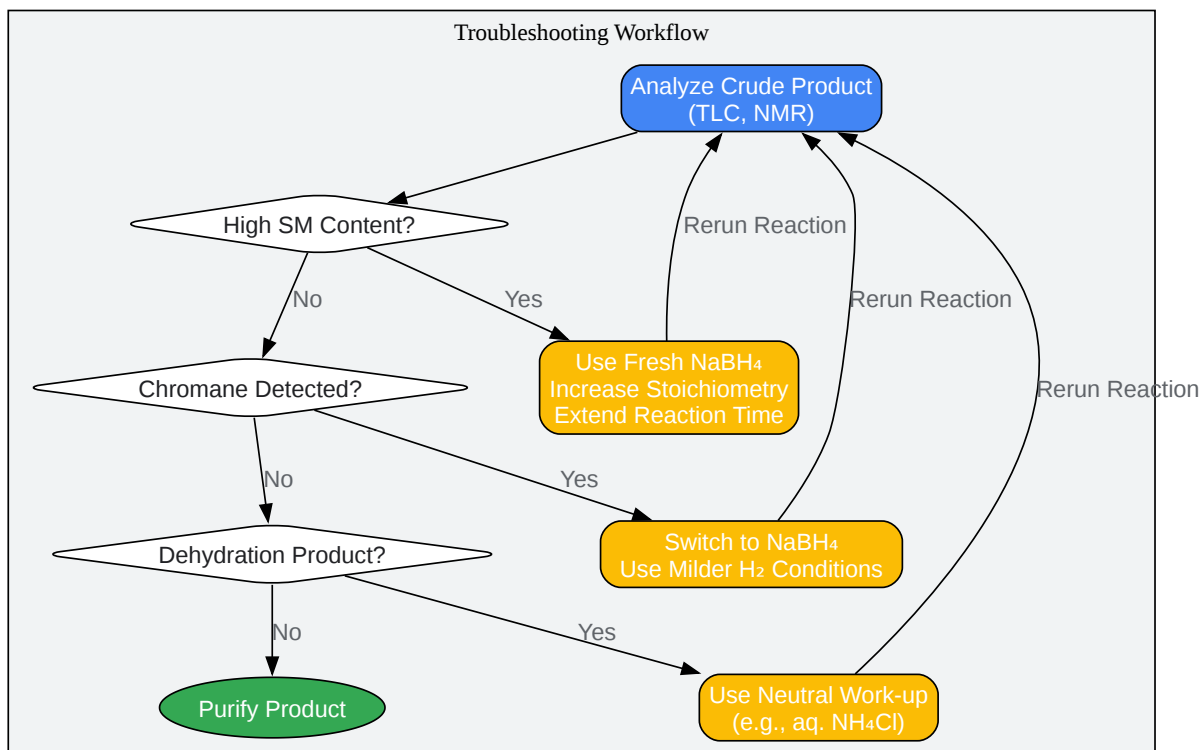 Troubleshooting Workflow
Analyze Crude Product
(TLC, NMR)
High SM Content?
Rerun Reaction
No
Yes
Rerun Reaction
Use Fresh NaBH₄
Increase Stoichiometry
Extend Reaction Time
Chromane Detected?
Rerun Reaction
No
Yes
Switch to NaBH₄
Use Milder H₂ Conditions
Dehydration Product?
No
Yes
Use Neutral Work-up
(e.g., aq. NH₄Cl)
Purify Product